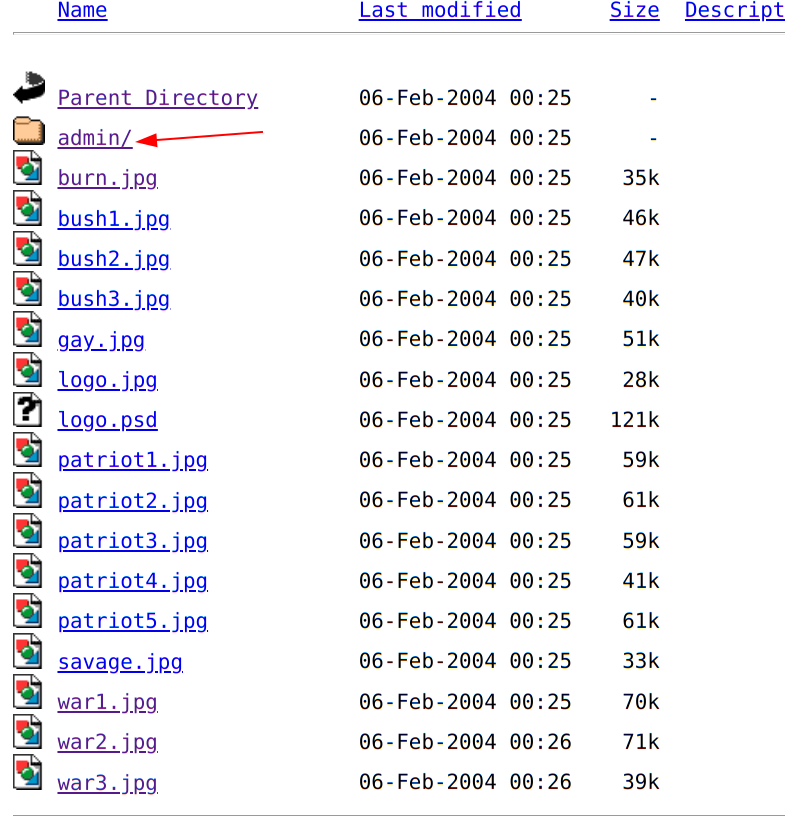 Name Last modified Size Descript
Parent Directory 06-Feb-2004 00:25 -
admin/ 06-Feb-2004 00:25 -
burn.jpg 06-Feb-2004 00:25 35k
bush1.jpg 06-Feb-2004 00:25 46k
bush2.jpg 06-Feb-2004 00:25 47k
bush3.jpg 06-Feb-2004 00:25 40k
gay.jpg 06-Feb-2004 00:25 51k
logo.jpg 06-Feb-2004 00:25 28k
logo.psd 06-Feb-2004 00:25 121k
patriot1.jpg 06-Feb-2004 00:25 59k
patriot2.jpg 06-Feb-2004 00:25 61k
patriot3.jpg 06-Feb-2004 00:25 59k
patriot4.jpg 06-Feb-2004 00:25 41k
patriot5.jpg 06-Feb-2004 00:25 61k
savage.jpg 06-Feb-2004 00:25 33k
war1.jpg 06-Feb-2004 00:25 70k
war2.jpg 06-Feb-2004 00:26 71k
war3.jpg 06-Feb-2004 00:26 39k